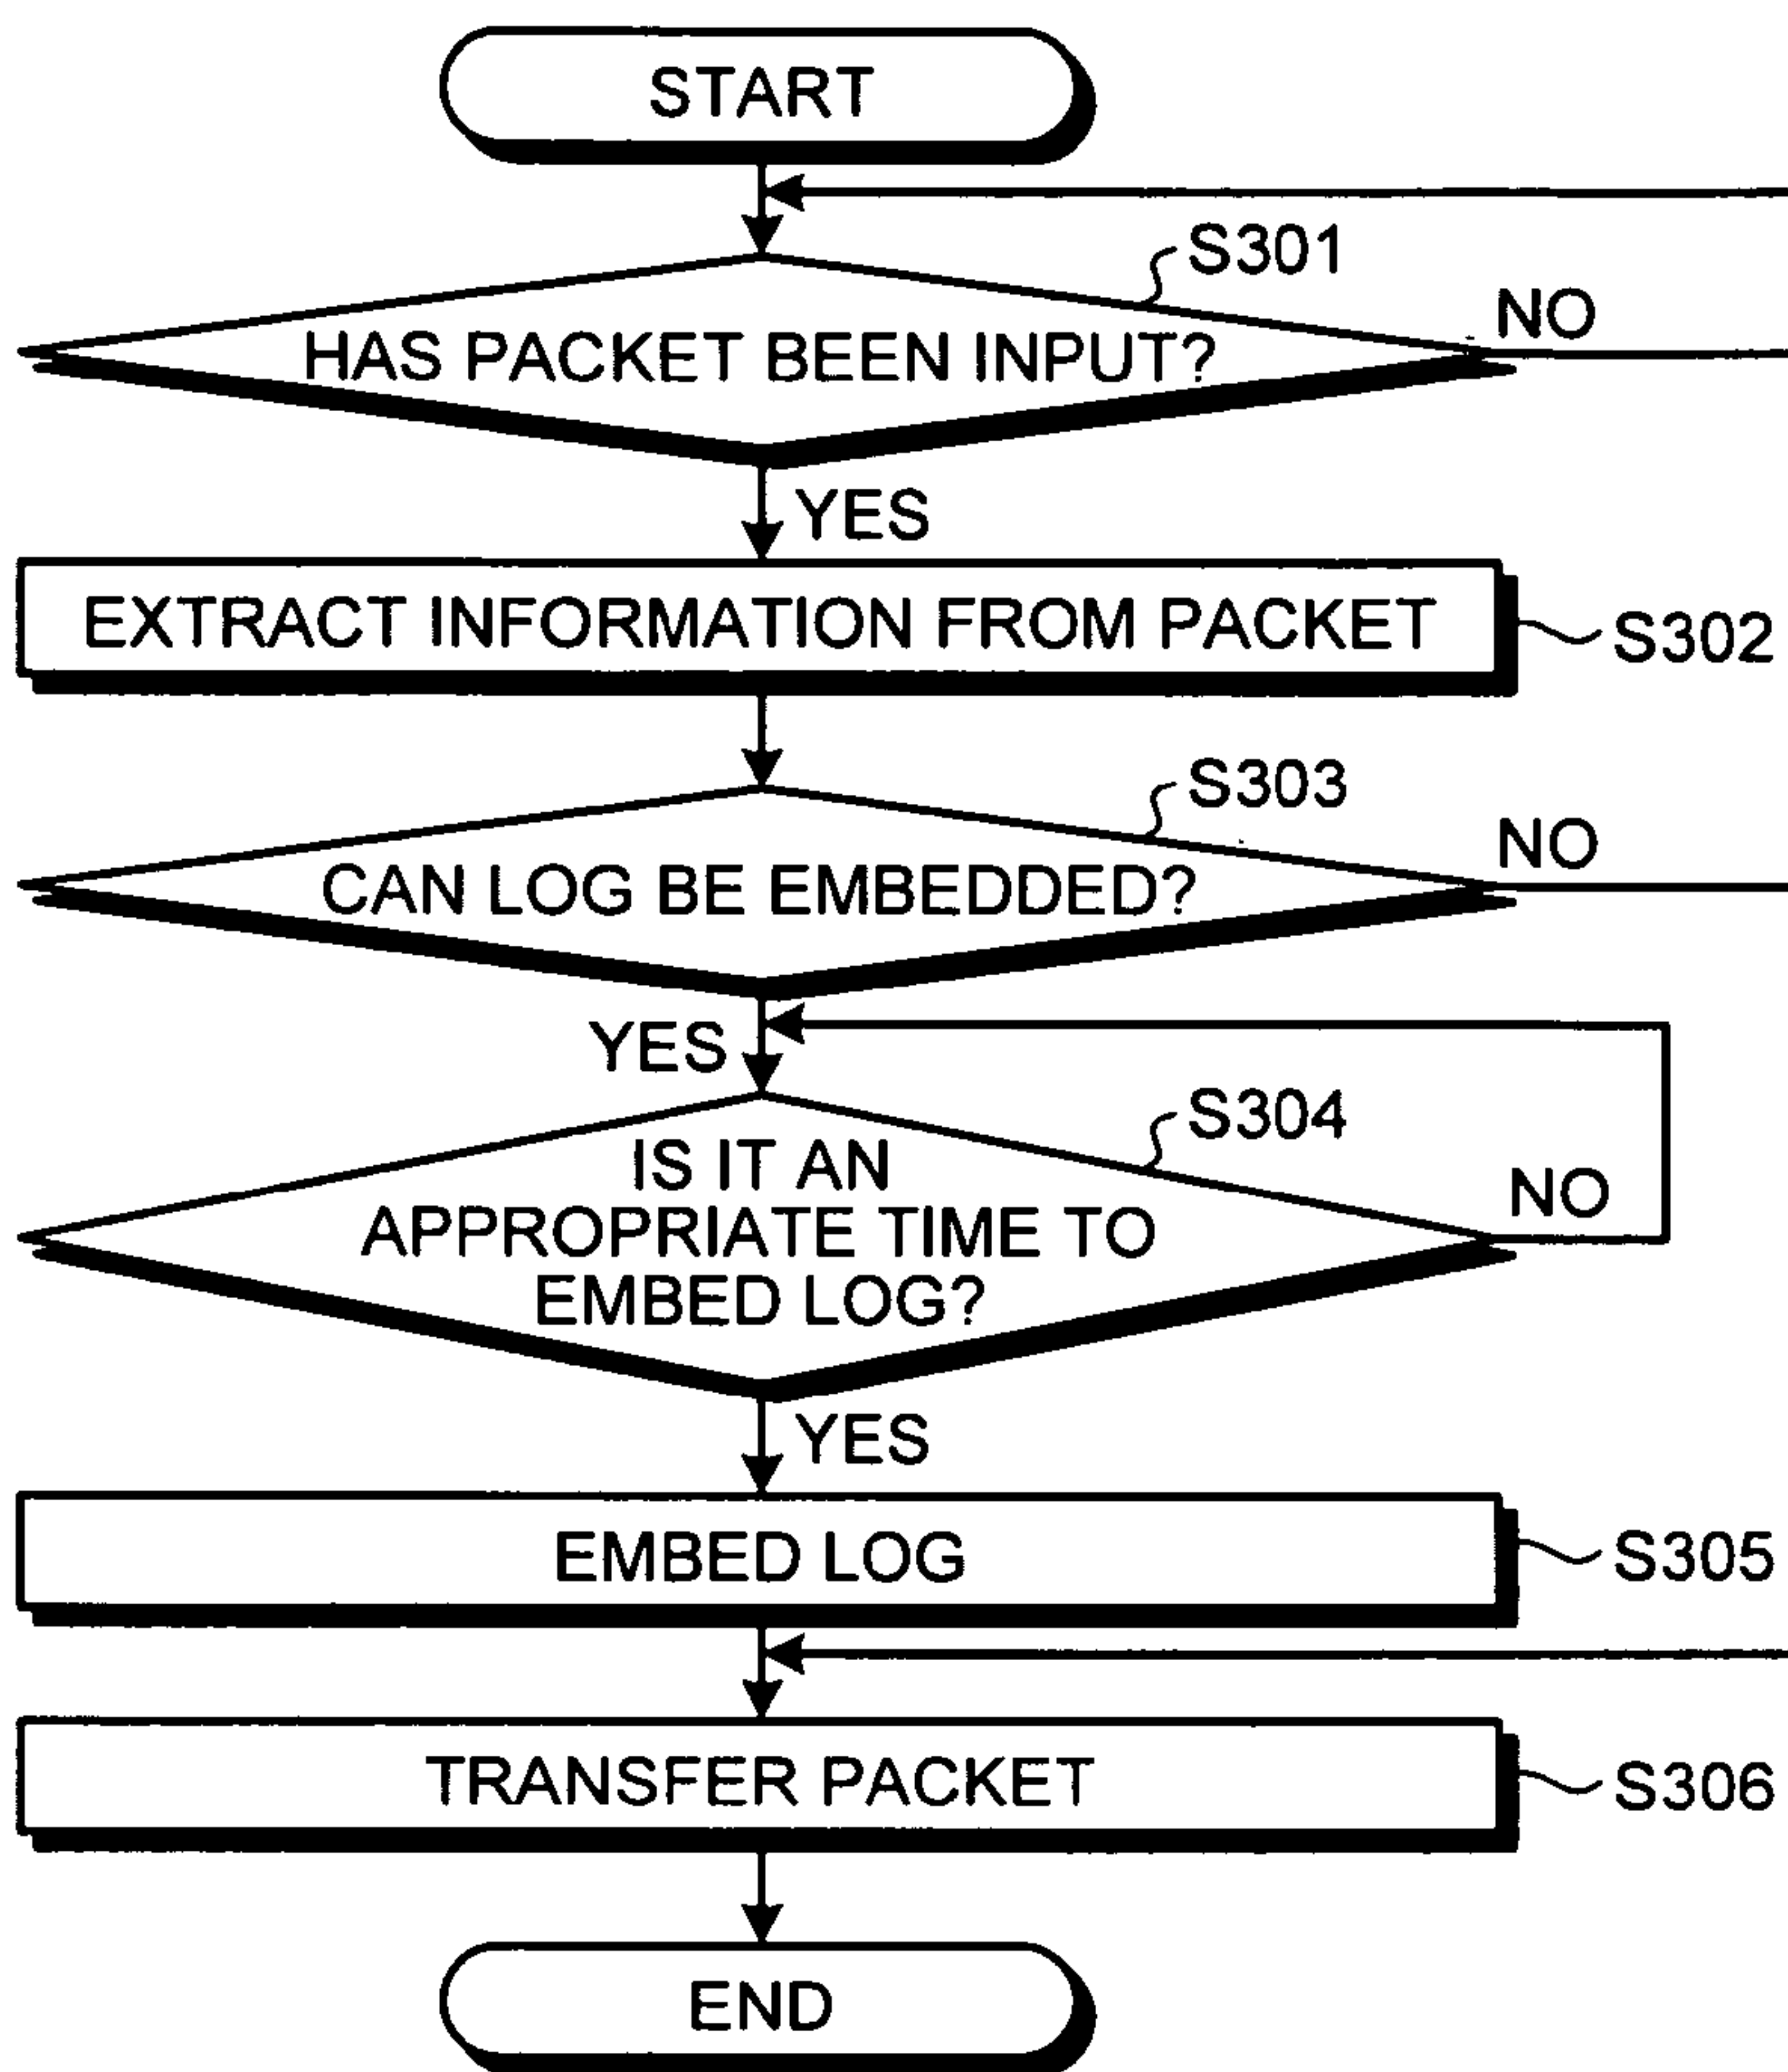 START
S301
HAS PACKET BEEN INPUT?
NO
YES
EXTRACT INFORMATION FROM PACKET
S302
S303
CAN LOG BE EMBEDDED?
NO
YES
S304
IS IT AN
APPROPRIATE TIME TO
EMBED LOG?
NO
YES
EMBED LOG
S305
TRANSFER PACKET
S306
END